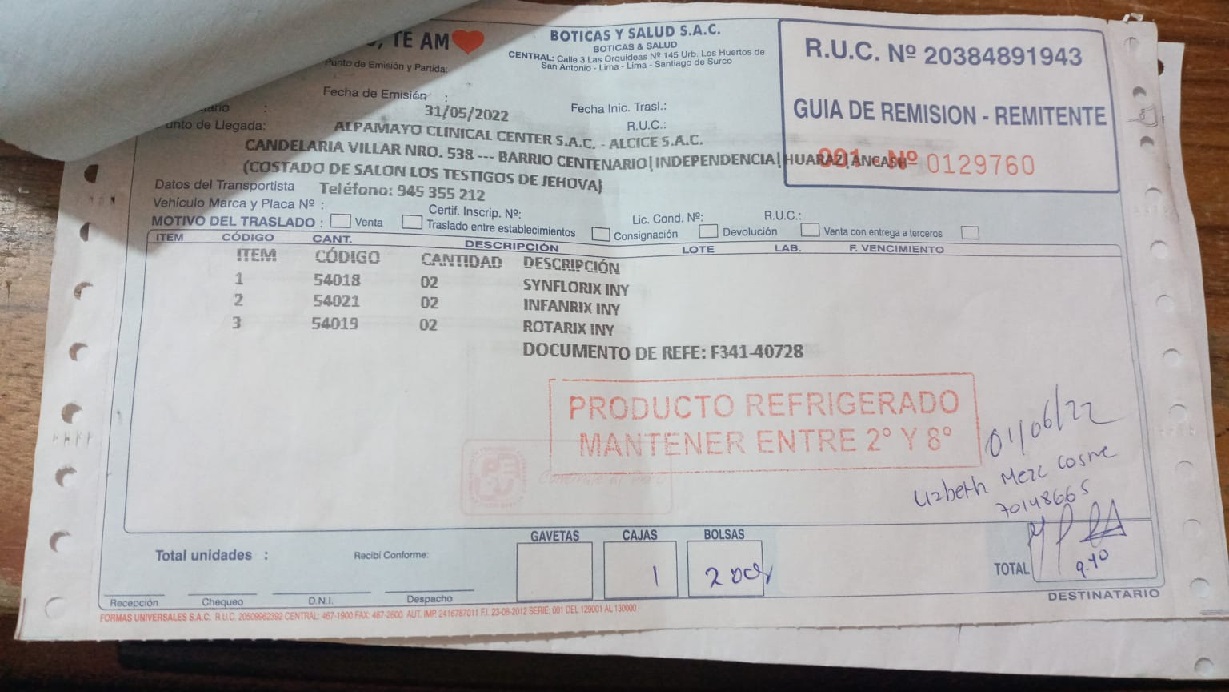 TE AM❤
BOTICAS Y SALUD S.A.C.
BOTICAS & SALUD
CENTRAL: Calle 3 Las Orquideas Nº 145 Urb. Los Huertos de
San Antonio - Lima - Lima - Santiago de Surco
R.U.C. Nº 20384891943
GUIA DE REMISION - REMITENTE
001 - Nº 0129760
Punto de Emisión y Partida:
Fecha de Emisión :
31/05/2022
Fecha Inic. Trasl.:
R.U.C.:
Punto de Llegada:
ALPAMAYO CLINICAL CENTER S.A.C. - ALCICE S.A.C.
CANDELARIA VILLAR NRO. 538 --- BARRIO CENTENARIO[INDEPENDENCIA] HUARAZ/ANCASH
(COSTADO DE SALON LOS TESTIGOS DE JEHOVA)
Datos del Transportista
Teléfono: 945 355 212
Vehículo Marca y Placa Nº :
Certif. Inscrip. Nº:
Lic. Cond. Nº:
R.U.C.:
MOTIVO DEL TRASLADO : Venta Traslado entre establecimientos Consignación Devolución Venta con entrega a terceros
ITEM CÓDIGO CANT. DESCRIPCIÓN LOTE LAB. F. VENCIMIENTO
ITEM CÓDIGO CANTIDAD DESCRIPCIÓN
1 54018 02 SYNFLORIX INY
2 54021 02 INFANRIX INY
3 54019 02 ROTARIX INY
DOCUMENTO DE REFE: F341-40728
PRODUCTO REFRIGERADO
MANTENER ENTRE 2° Y 8°
01/06/22
70148665
Total unidades :
Recibí Conforme:
GAVETAS CAJAS BOLSAS
1
TOTAL
9.40
Recepción Chequeo D.N.I. Despacho
DESTINATARIO